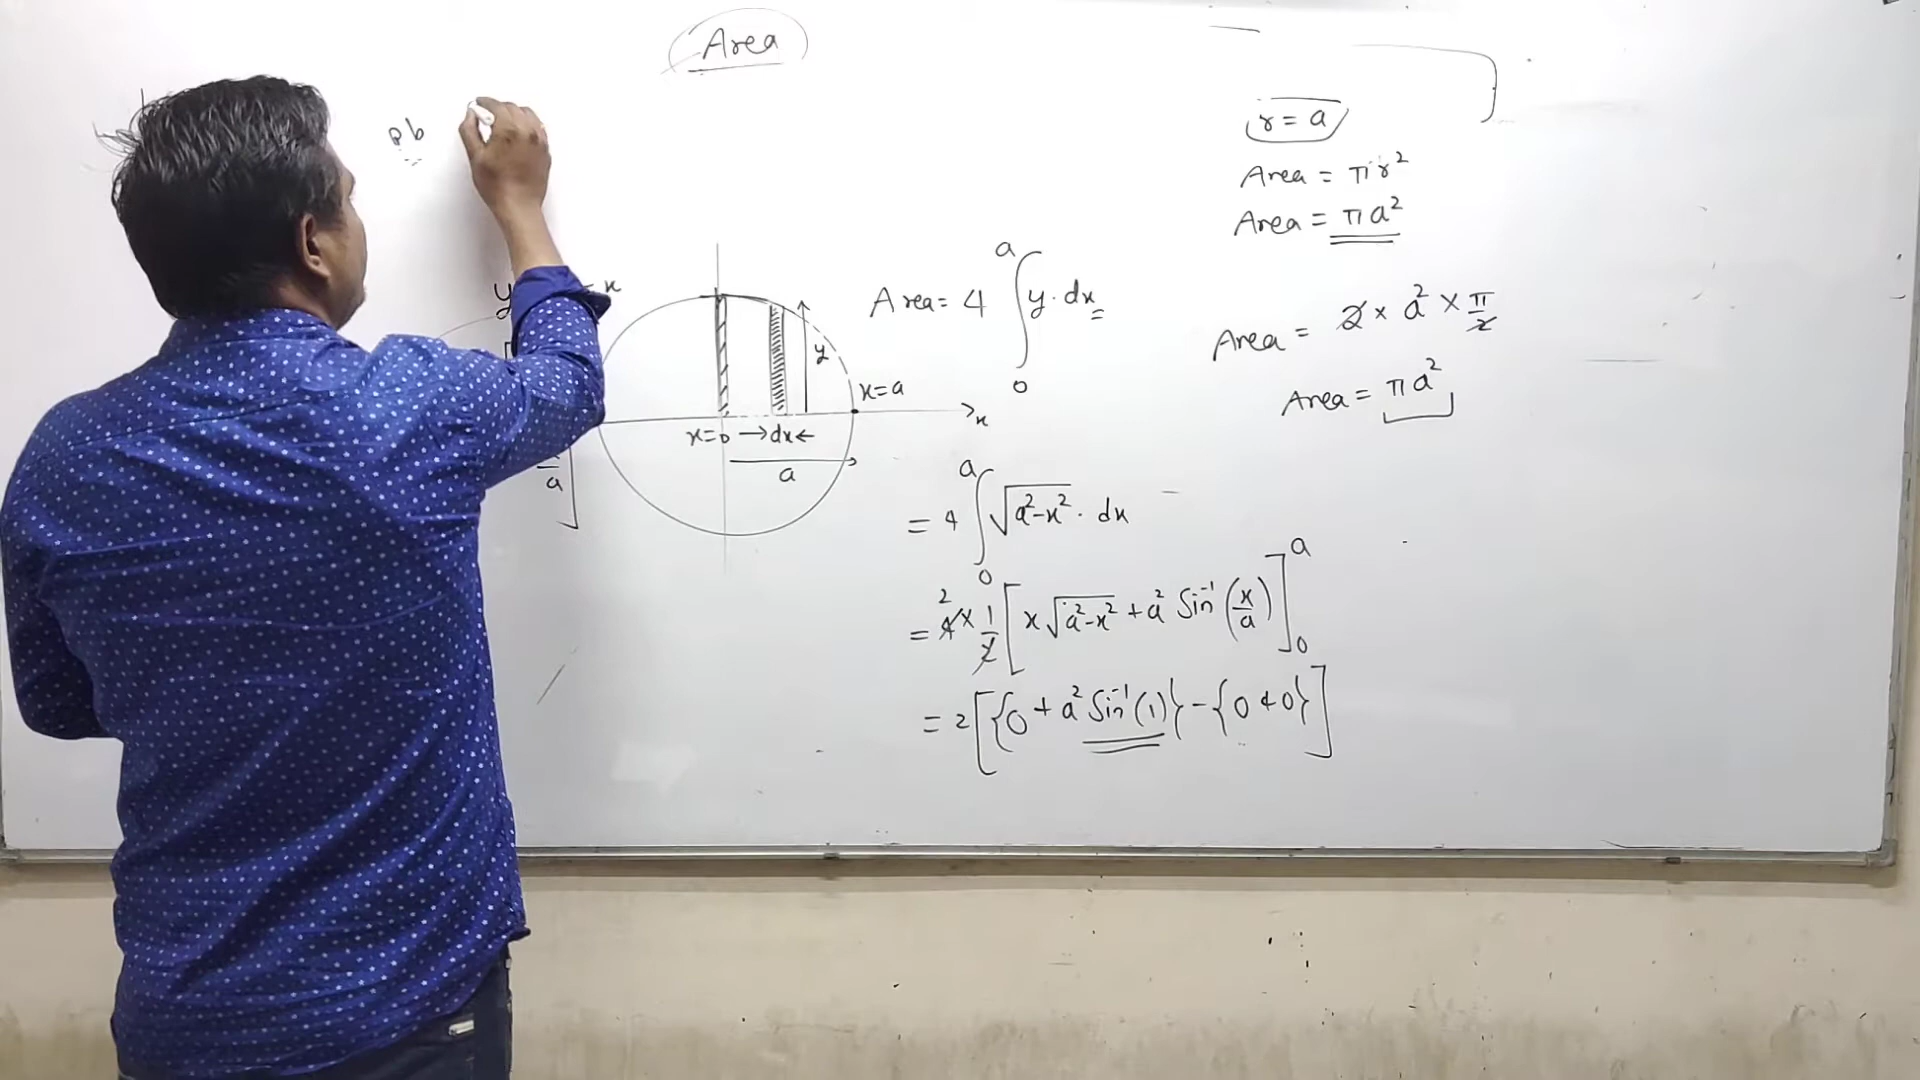 Area
pb
r = a
Area = πr²
Area = πa²
y
x
Area = 4 ∫₀ᵃ y · dx
y
x = a
x
x=0 →dx←
a
a
Area = 2 × a² × π/2
Area = πa²
= 4 ∫₀ᵃ √(a²-x²) · dx
= 4² × 1/2 [ x√(a²-x²) + a² Sin⁻¹ (x/a) ]₀ᵃ
= 2 [ {0 + a² Sin⁻¹(1)} - {0 + 0} ]